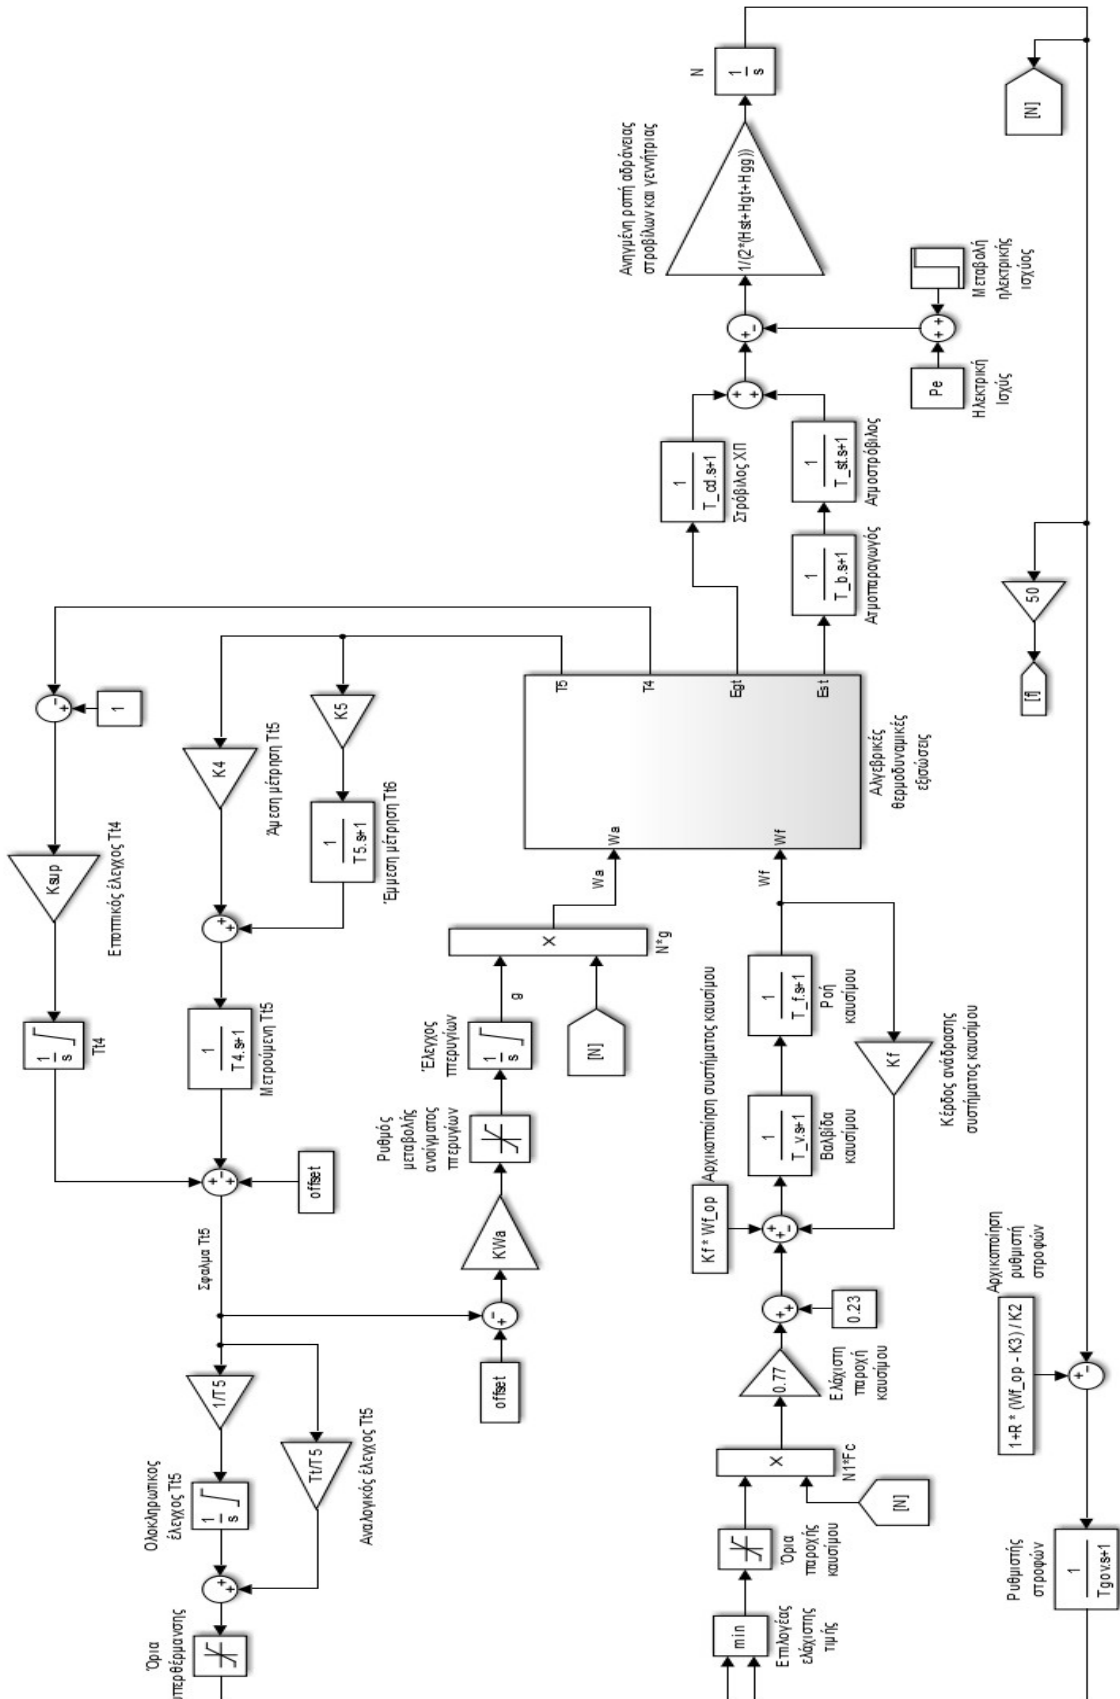 N
1
s
[N]
Ανηγμένη ροπή αδράνειας
στροβίλων και γεννήτριας
1/(2*(Hst+Hgt+Hgg))
Μεταβολή
ηλεκτρικής
ισχύος
Pe
Ηλεκτρική
Ισχύς
1
T_cd.s+1
Στρόβιλος ΧΠ
1
T_st.s+1
Ατμοστρόβιλος
1
T_b.s+1
Ατμοπαραγωγός
50
[f]
T5
T4
Egt
Est
Wa
Wf
Αλγεβρικές
θερμοδυναμικές
εξισώσεις
1
Ksup
Εποπτικός έλεγχος Tt4
1
s
Tt4
K4
Άμεση μέτρηση Tt5
K5
1
T5.s+1
Έμμεση μέτρηση Tt6
1
T4.s+1
Μετρούμενη Tt5
offset
Σφαλμα Tt5
Wa
X
N*g
g
[N]
Έλεγχος
πτερυγίων
1
s
Ρυθμός
μεταβολής
ανοίγματος
πτερυγίων
KWa
offset
1/T5
Tt/T5
Αναλογικός έλεγχος Tt5
Ολοκληρωτικος
έλεγχος Tt5
1
s
Όρια
υπερθέρμανσης
Wf
1
T_f.s+1
Ροή
καυσίμου
Kf
Κέρδος ανάδρασης
συστήματος καυσίμου
1
T_v.s+1
Βαλβίδα
καυσίμου
Αρχικοποίηση συστήματος καυσίμου
Kf * Wf_op
0.23
0.77
Ελάχιστη
παροχή
καυσίμου
X
N1*Fc
[N]
Όρια
παροχής
καυσίμου
min
Επιλογέας
ελάχιστης
τιμής
Αρχικοποίηση
ρυθμιστή
στροφών
1+R * (Wf_op - K3) / K2
Ρυθμιστής
στροφών
1
Tgov.s+1